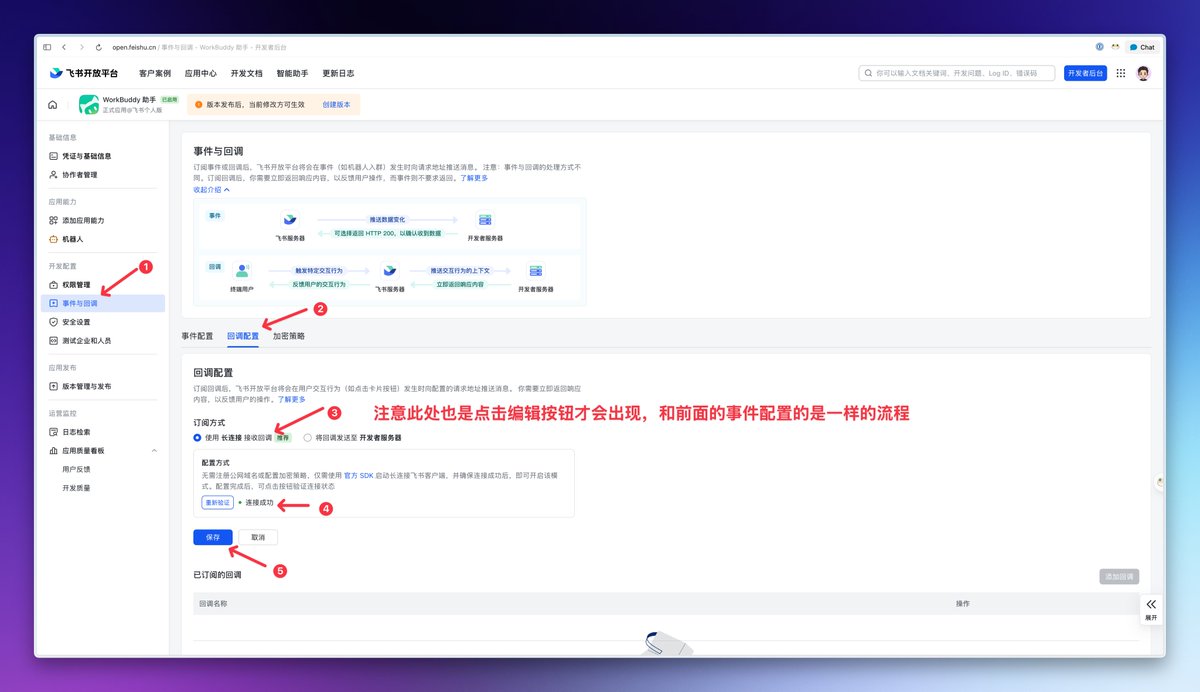 open.feishu.cn / 事件与回调 - WorkBuddy 助手 - 开发者后台
Chat
飞书开放平台 客户案例 应用中心 开发文档 智能助手 更新日志
你可以输入文档关键词、开发问题、Log ID、错误码
开发者后台
WorkBuddy 助手 已启用
正式应用@飞书个人版
版本发布后,当前修改方可生效 创建版本
基础信息
凭证与基础信息
协作者管理
应用能力
添加应用能力
机器人
开发配置
1
权限管理
事件与回调
安全设置
测试企业和人员
应用发布
版本管理与发布
运营监控
日志检索
应用质量看板
用户反馈
开发质量
事件与回调
订阅事件或回调后,飞书开放平台将会在事件(如机器人入群)发生时向请求地址推送消息。 注意:事件与回调的处理方式不
同。订阅回调后,你需要立即返回响应内容,以反馈用户操作,而事件则不要求返回。了解更多
收起介绍
事件
推送数据变化
可选择返回 HTTP 200,以确认收到数据
飞书服务器
开发者服务器
回调
触发特定交互行为
推送交互行为的上下文
反馈用户的交互行为
立即返回响应内容
终端用户
飞书服务器
开发者服务器
2
事件配置 回调配置 加密策略
回调配置
订阅回调后,飞书开放平台将会在用户交互行为(如点击卡片按钮)发生时向配置的请求地址推送消息。 你需要立即返回响应
内容,以反馈用户的操作。了解更多
3
注意此处也是点击编辑按钮才会出现,和前面的事件配置的是一样的流程
订阅方式
使用 长连接 接收回调 推荐 将回调发送至 开发者服务器
配置方式
无需注册公网域名或配置加密策略,仅需使用 官方 SDK 启动长连接飞书客户端,并确保连接成功后,即可开启该模
式。配置完成后,可点击按钮验证连接状态
重新验证 连接成功
4
保存 取消
5
已订阅的回调
添加回调
回调名称 操作
展开